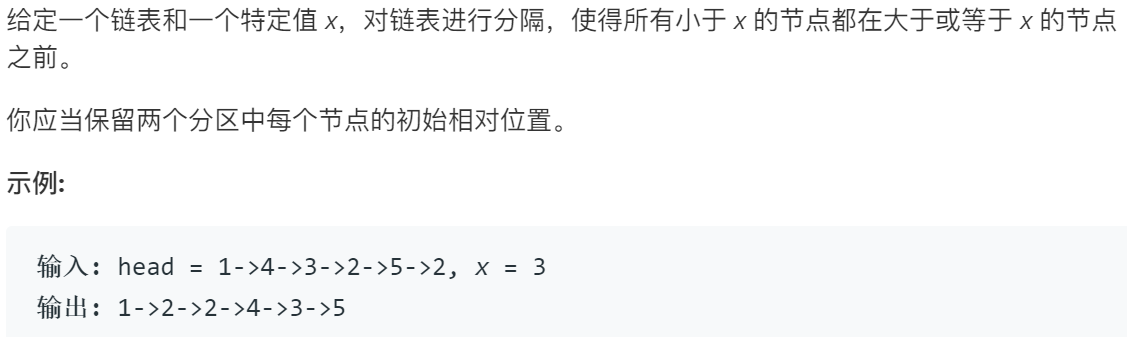 给定一个链表和一个特定值 x，对链表进行分隔，使得所有小于 x 的节点都在大于或等于 x 的节点
之前。
你应当保留两个分区中每个节点的初始相对位置。
示例:
输入: head = 1->4->3->2->5->2, x = 3
输出: 1->2->2->4->3->5